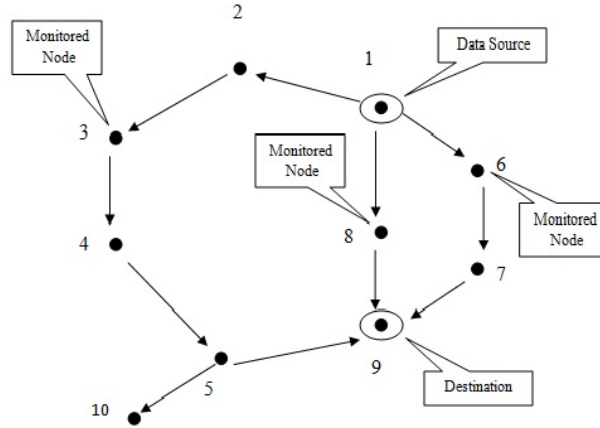 2
Monitored
Node
1
Data Source
3
Monitored
Node
6
8
Monitored
Node
4
7
9
5
Destination
10